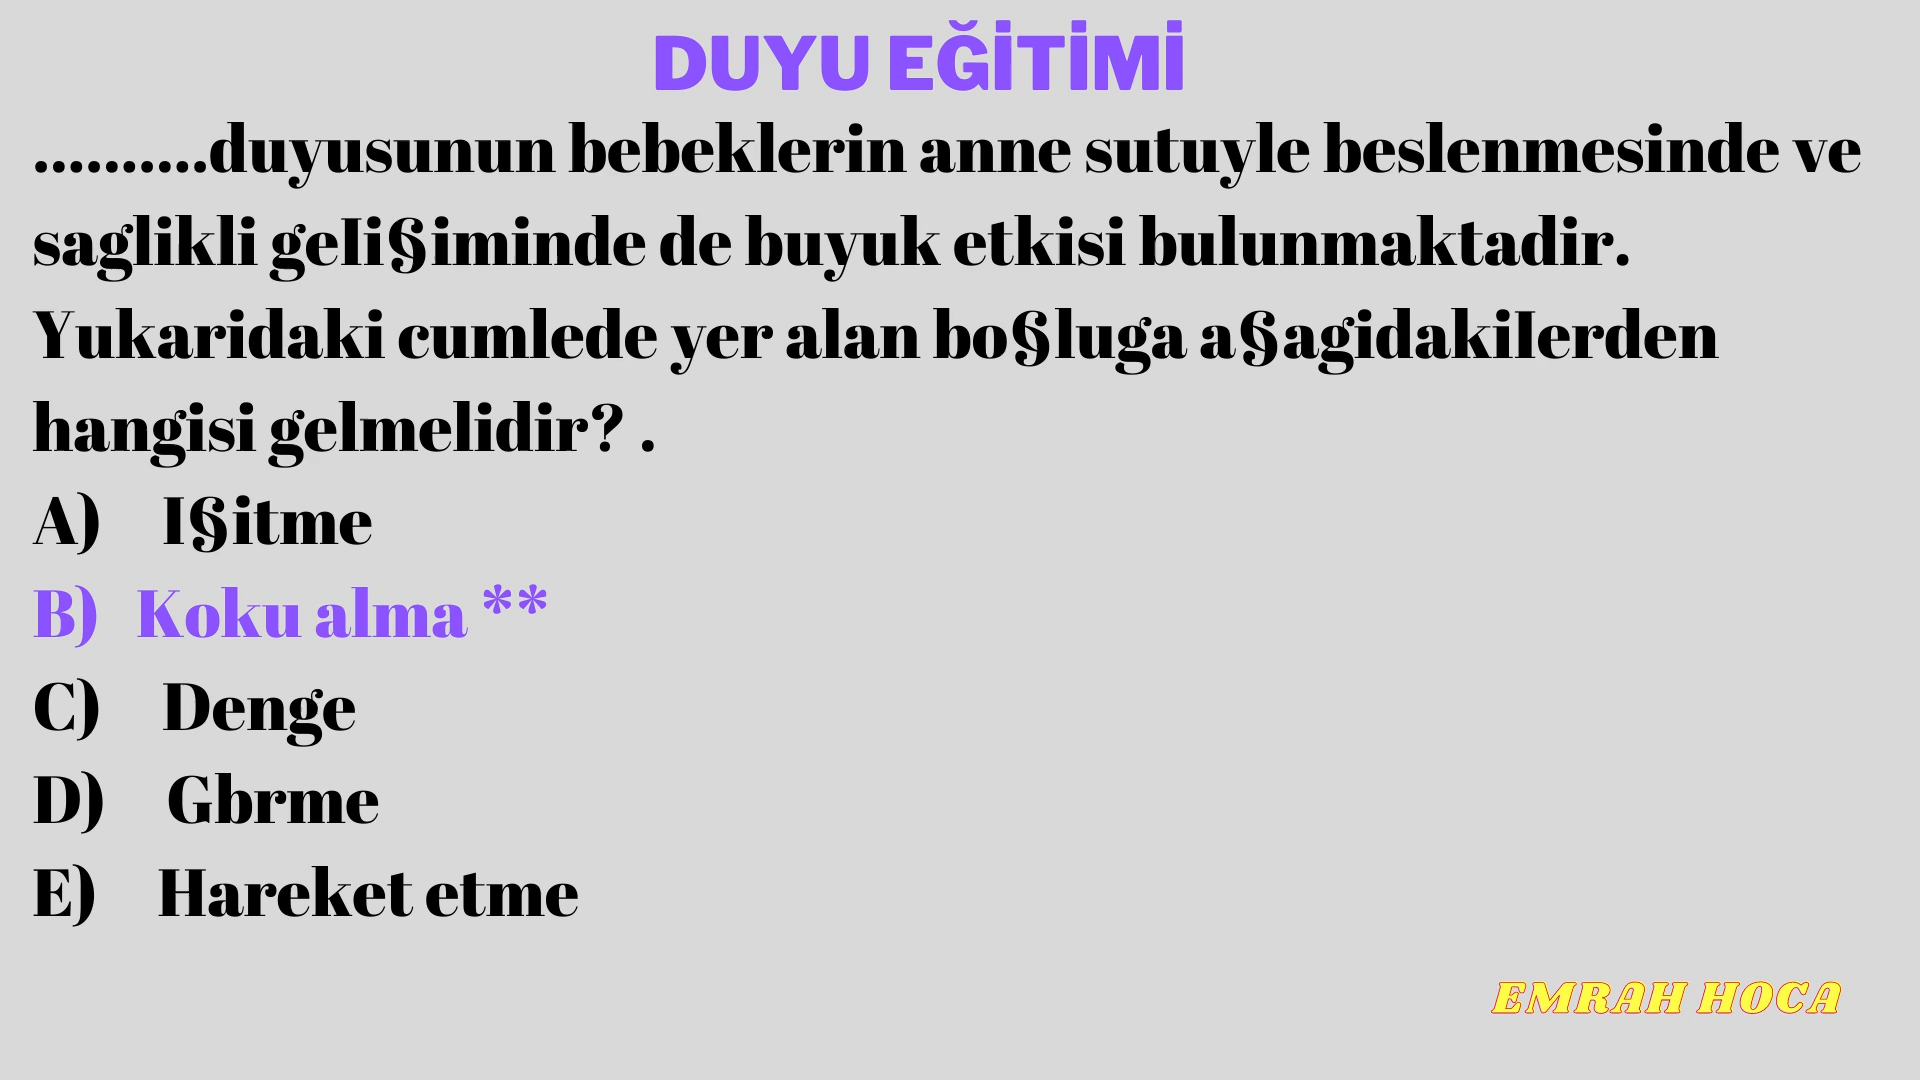 DUYU EĞİTİMİ
..........duyusunun bebeklerin anne sutuyle beslenmesinde ve
saglikli geIi§iminde de buyuk etkisi bulunmaktadir.
Yukaridaki cumlede yer alan bo§luga a§agidakiIerden
hangisi gelmelidir? .
A) I§itme
B) Koku alma **
C) Denge
D) Gbrme
E) Hareket etme
EMRAH HOCA